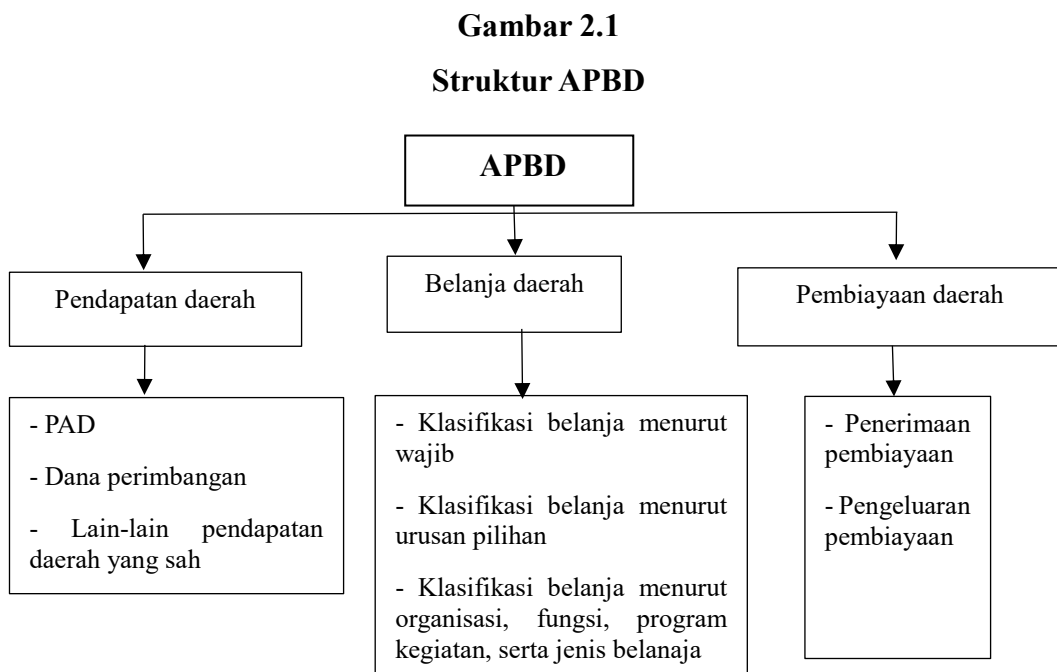 Gambar 2.1
Struktur APBD
APBD
Pendapatan daerah
Belanja daerah
Pembiayaan daerah
- PAD
- Dana perimbangan
- Lain-lain pendapatan
daerah yang sah
- Klasifikasi belanja menurut
wajib
- Klasifikasi belanja menurut
urusan pilihan
- Klasifikasi belanja menurut
organisasi, fungsi, program
kegiatan, serta jenis belanaja
- Penerimaan
pembiayaan
- Pengeluaran
pembiayaan